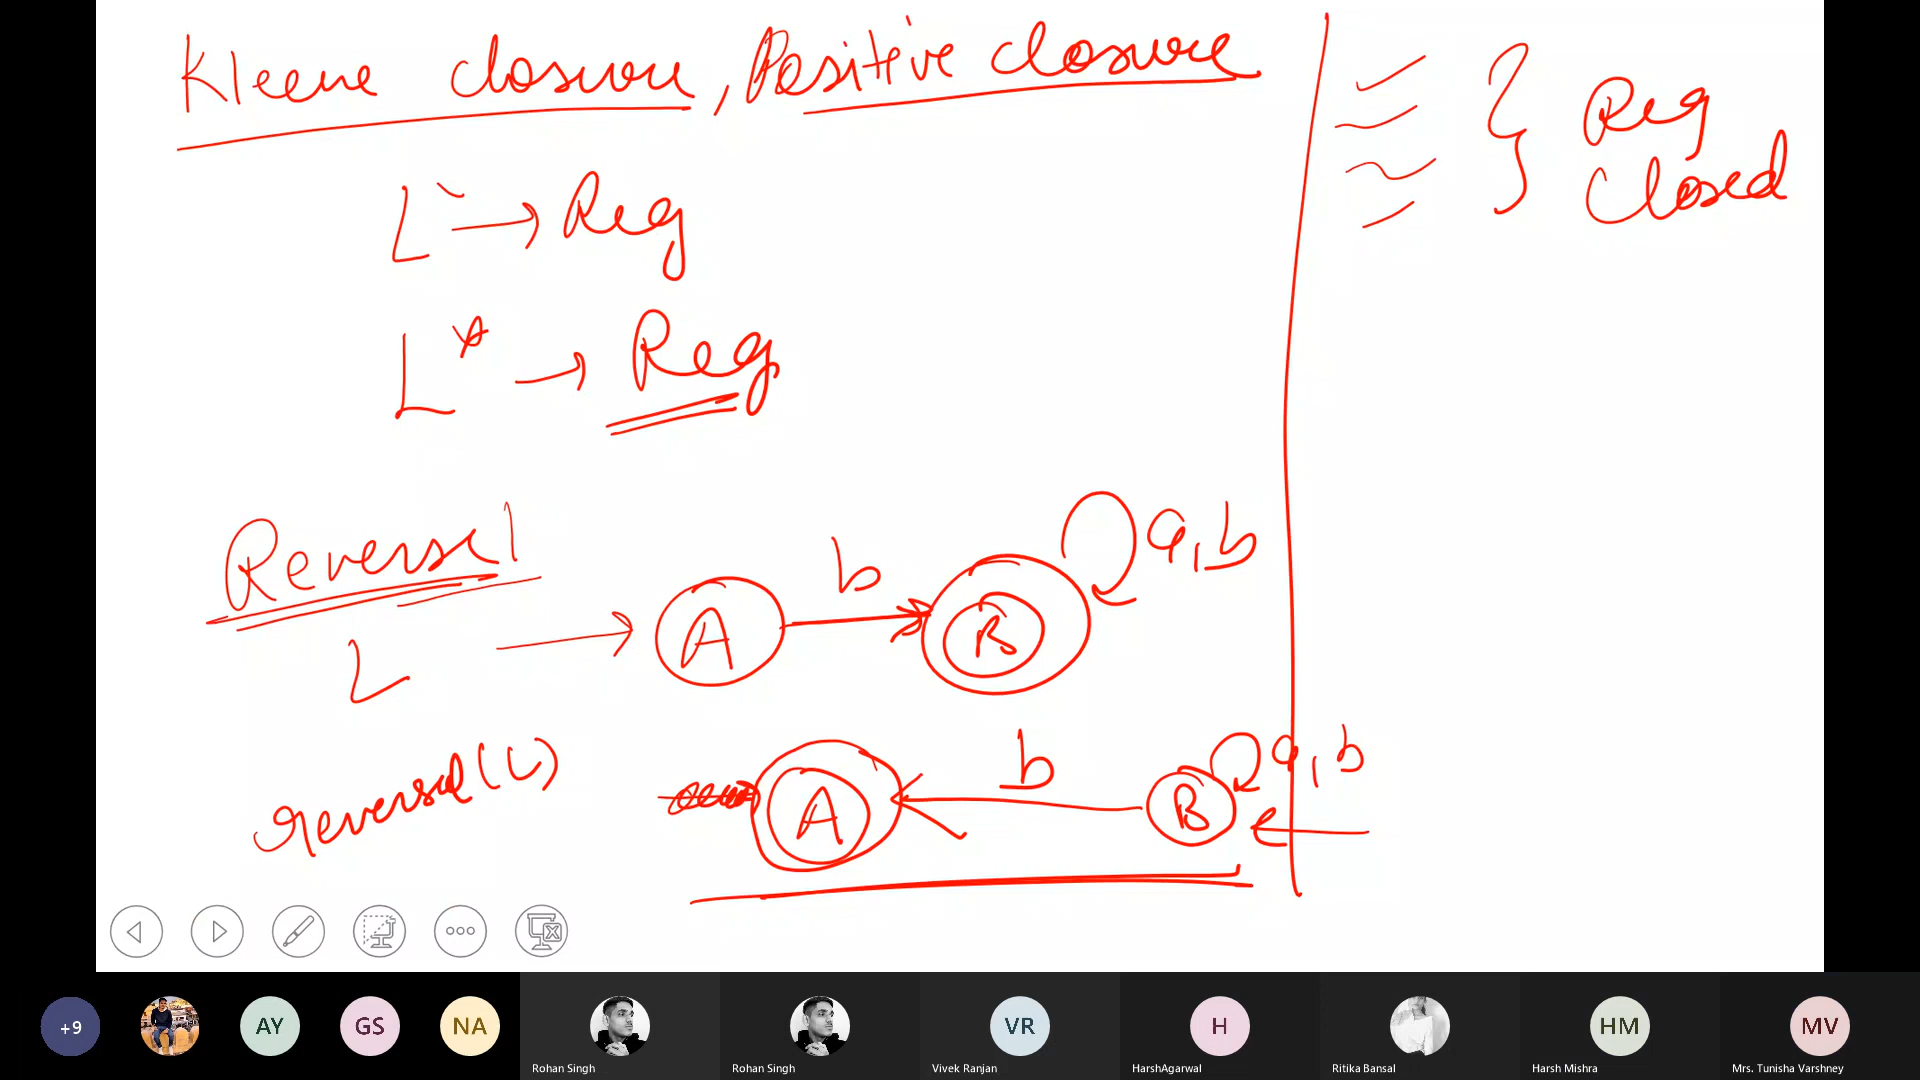 Kleene closure, Positive closure
L → Reg
L* → Reg
Reg
Closed
Reversal
L → A b B a,b
reversal(L) A b B a,b
+9
AY
GS
NA
VR
H
HM
MV
Rohan Singh
Rohan Singh
Vivek Ranjan
HarshAgarwal
Ritika Bansal
Harsh Mishra
Mrs. Tunisha Varshney